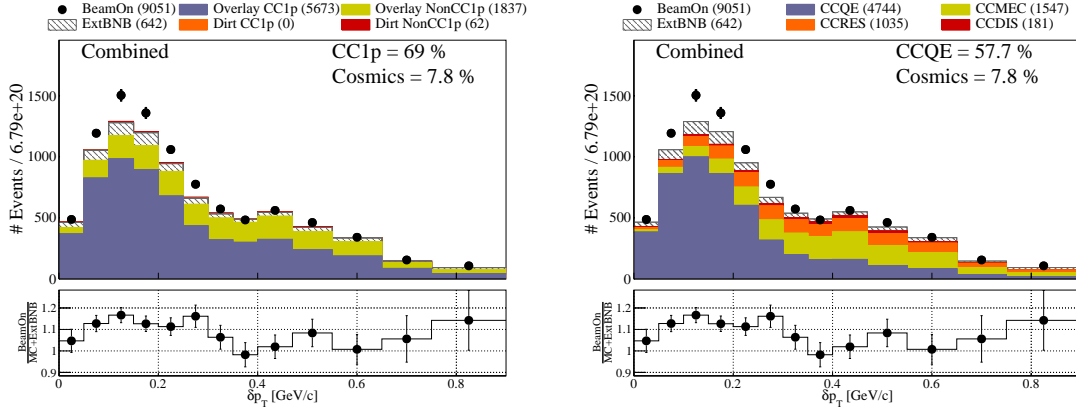 BeamOn (9051) Overlay CC1p (5673) Overlay NonCC1p (1837)
ExtBNB (642) Dirt CC1p (0) Dirt NonCC1p (62)
Combined
CC1p = 69 %
Cosmics = 7.8 %
# Events / 6.79e+20
1500
1000
500
0
BeamOn
MC+ExtBNB
1.2
1.1
1
0.9
0 0.2 0.4 0.6 0.8
δp_T [GeV/c]
BeamOn (9051) CCQE (4744) CCMEC (1547)
ExtBNB (642) CCRES (1035) CCDIS (181)
Combined
CCQE = 57.7 %
Cosmics = 7.8 %
# Events / 6.79e+20
1500
1000
500
0
BeamOn
MC+ExtBNB
1.2
1.1
1
0.9
0 0.2 0.4 0.6 0.8
δp_T [GeV/c]